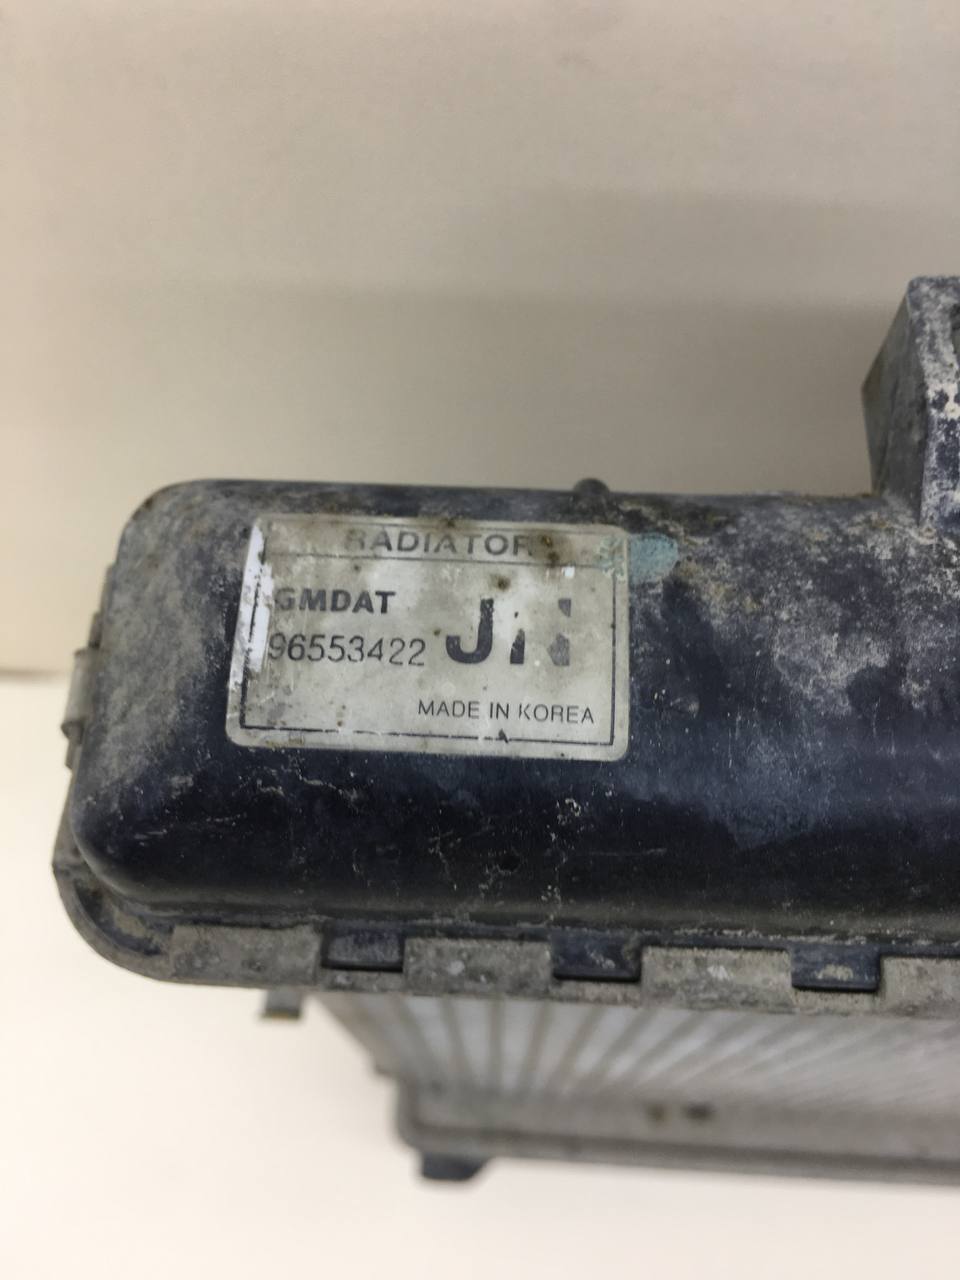 RADIATOR
GMDAT
96553422
MADE IN KOREA